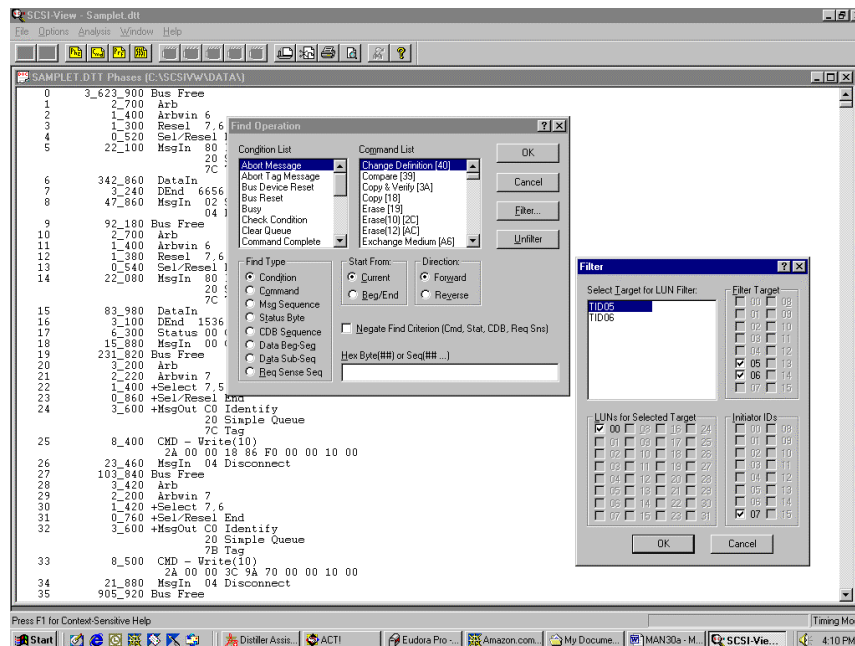 SCSI-View - Samplet.dtt
File Options Analysis Window Help
SAMPLET.DTT Phases (C:\SCSIVW\DATA\)
0 3_623_900 Bus Free
1 2_700 Arb
2 1_400 Arbwin 6
3 1_300 Resel 7,6
4 0_520 Sel/Resel
5 22_100 MsgIn 80
20
7C
6 342_860 DataIn
7 3_240 DEnd 6656
8 47_860 MsgIn 02
04
9 92_180 Bus Free
10 2_700 Arb
11 1_400 Arbwin 6
12 1_380 Resel 7,6
13 0_540 Sel/Resel
14 22_080 MsgIn 80
20
7C
15 83_980 DataIn
16 3_100 DEnd 1536
17 6_300 Status 00
18 15_880 MsgIn 00
19 231_820 Bus Free
20 3_200 Arb
21 2_220 Arbwin 7
22 1_400 +Select 7,5
23 0_860 +Sel/Resel End
24 3_600 +MsgOut C0 Identify
20 Simple Queue
7C Tag
25 8_400 CMD - Write(10)
2A 00 00 18 86 F0 00 00 10 00
26 23_460 MsgIn 04 Disconnect
27 103_840 Bus Free
28 3_420 Arb
29 2_200 Arbwin 7
30 1_420 +Select 7,6
31 0_760 +Sel/Resel End
32 3_600 +MsgOut C0 Identify
20 Simple Queue
7B Tag
33 8_500 CMD - Write(10)
2A 00 00 3C 9A 70 00 00 10 00
34 21_880 MsgIn 04 Disconnect
35 905_920 Bus Free
Find Operation
Condition List
Abort Message
Abort Tag Message
Bus Device Reset
Bus Reset
Busy
Check Condition
Clear Queue
Command Complete
Command List
Change Definition [40]
Compare [39]
Copy & Verify [3A]
Copy [18]
Erase [19]
Erase(10) [2C]
Erase(12) [AC]
Exchange Medium [A6]
OK
Cancel
Filter...
Unfilter
Find Type
Condition
Command
Msg Sequence
Status Byte
CDB Sequence
Data Beg-Seg
Data Sub-Seq
Req Sense Seq
Start From:
Current
Beg/End
Direction:
Forward
Reverse
Negate Find Criterion (Cmd, Stat, CDB, Req Sns)
Hex Byte(##) or Seq(## ...)
Filter
Select Target for LUN Filter:
TID05
TID06
Filter Target
00 08
01 09
02 10
03 11
04 12
05 13
06 14
07 15
LUNs for Selected Target
00 08 16 24
01 09 17 25
02 10 18 26
03 11 19 27
04 12 20 28
05 13 21 29
06 14 22 30
07 15 23 31
Initiator IDs
00 08
01 09
02 10
03 11
04 12
05 13
06 14
07 15
OK
Cancel
Press F1 for Context-Sensitive Help
Timing Mo
Start
Distiller Assis...
ACT!
Eudora Pro -...
Amazon.com...
My Docume...
MAN30a - M...
SCSI-Vie...
4:10 PM